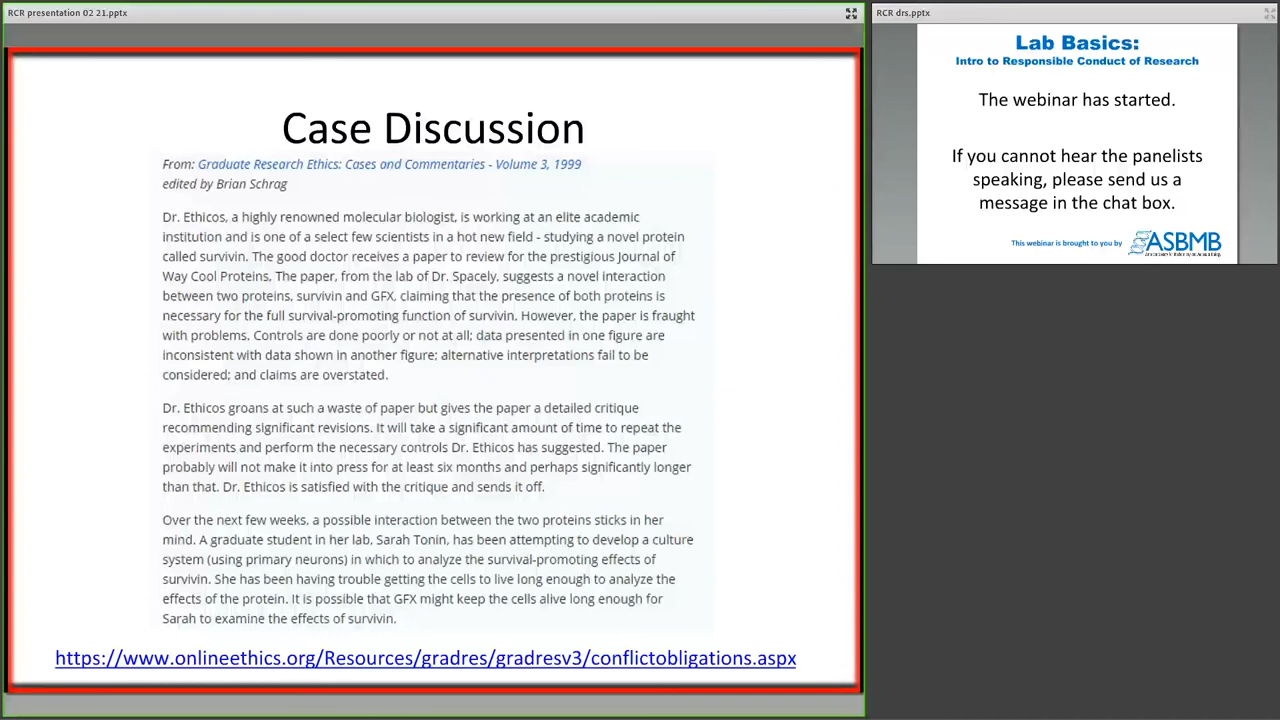 RCR presentation 02 21.pptx
Case Discussion
From: Graduate Research Ethics: Cases and Commentaries - Volume 3, 1999
edited by Brian Schrag
Dr. Ethicos, a highly renowned molecular biologist, is working at an elite academic
institution and is one of a select few scientists in a hot new field - studying a novel protein
called survivin. The good doctor receives a paper to review for the prestigious Journal of
Way Cool Proteins. The paper, from the lab of Dr. Spacely, suggests a novel interaction
between two proteins, survivin and GFX, claiming that the presence of both proteins is
necessary for the full survival-promoting function of survivin. However, the paper is fraught
with problems. Controls are done poorly or not at all; data presented in one figure are
inconsistent with data shown in another figure; alternative interpretations fail to be
considered; and claims are overstated.
Dr. Ethicos groans at such a waste of paper but gives the paper a detailed critique
recommending significant revisions. It will take a significant amount of time to repeat the
experiments and perform the necessary controls Dr. Ethicos has suggested. The paper
probably will not make it into press for at least six months and perhaps significantly longer
than that. Dr. Ethicos is satisfied with the critique and sends it off.
Over the next few weeks, a possible interaction between the two proteins sticks in her
mind. A graduate student in her lab, Sarah Tonin, has been attempting to develop a culture
system (using primary neurons) in which to analyze the survival-promoting effects of
survivin. She has been having trouble getting the cells to live long enough to analyze the
effects of the protein. It is possible that GFX might keep the cells alive long enough for
Sarah to examine the effects of survivin.
https://www.onlineethics.org/Resources/gradres/gradresv3/conflictobligations.aspx
RCR drs.pptx
Lab Basics:
Intro to Responsible Conduct of Research
The webinar has started.
If you cannot hear the panelists
speaking, please send us a
message in the chat box.
This webinar is brought to you by
ASBMB